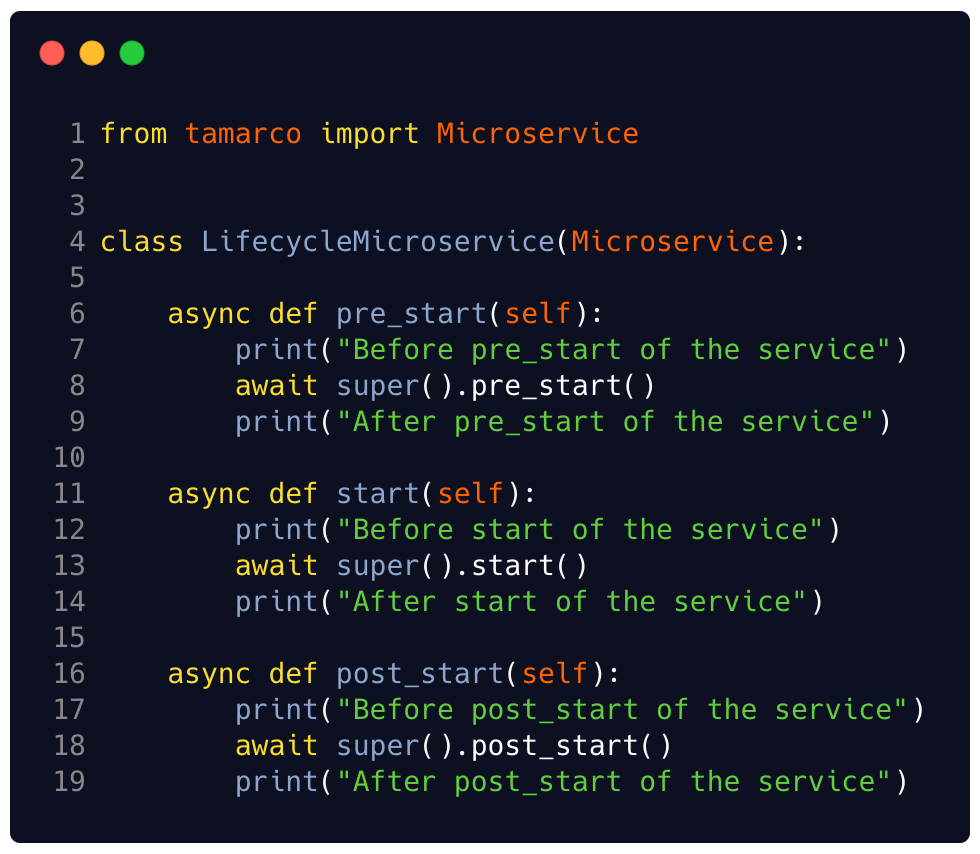 1 from tamarco import Microservice
2
3
4 class LifecycleMicroservice(Microservice):
5
6     async def pre_start(self):
7         print("Before pre_start of the service")
8         await super().pre_start()
9         print("After pre_start of the service")
10
11     async def start(self):
12         print("Before start of the service")
13         await super().start()
14         print("After start of the service")
15
16     async def post_start(self):
17         print("Before post_start of the service")
18         await super().post_start()
19         print("After post_start of the service")